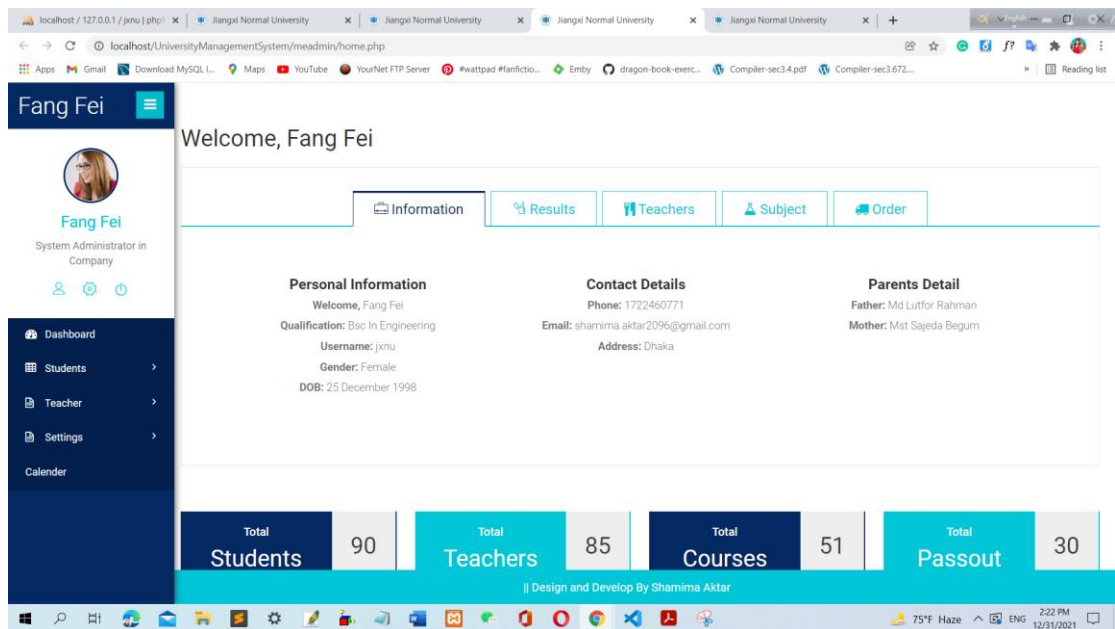 localhost / 127.0.0.1 / jxnu | php
Jiangxi Normal University
Jiangxi Normal University
Jiangxi Normal University
Jiangxi Normal University
localhost/UniversityManagementSystem/meadmin/home.php
Apps
Gmail
Download MySQL I...
Maps
YouTube
YourNet FTP Server
#wattpad #fanfictio...
Emby
dragon-book-exerc...
Compiler-sec3.4.pdf
Compiler-sec3.672....
»
Reading list
Fang Fei
Fang Fei
System Administrator in
Company
Dashboard
Students
Teacher
Settings
Calender
Welcome, Fang Fei
Information
Results
Teachers
Subject
Order
Personal Information
Welcome, Fang Fei
Qualification: Bsc In Engineering
Username: jxnu
Gender: Female
DOB: 25 December 1998
Contact Details
Phone: 1722460771
Email: shamima.aktar2096@gmail.com
Address: Dhaka
Parents Detail
Father: Md Lutfor Rahman
Mother: Mst Sajeda Begum
Total
Students
90
Total
Teachers
85
Total
Courses
51
Total
Passout
30
|| Design and Develop By Shamima Aktar
75°F Haze
ENG
2:22 PM
12/31/2021